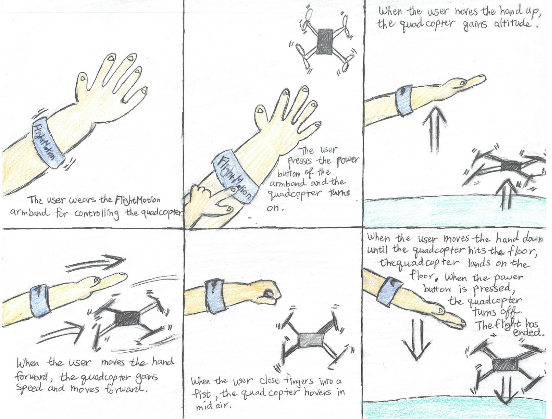 FlightMotion
The user wears the FlightMotion
armband for controlling the quadcopter
FlyingMotion
The user
presses the power
button of the
armband and the
quadcopter turns
on.
When the user moves the hand up,
the quadcopter gains altitude.
When the user moves the hand
forward, the quadcopter gains
speed and moves forward.
When the user close fingers into a
fist, the quadcopter hovers in
mid air.
When the user moves the hand down
until the quadcopter hits the floor,
the quadcopter lands on the
floor. When the power
button is pressed,
the quadcopter
turns off.
The flight has
ended.